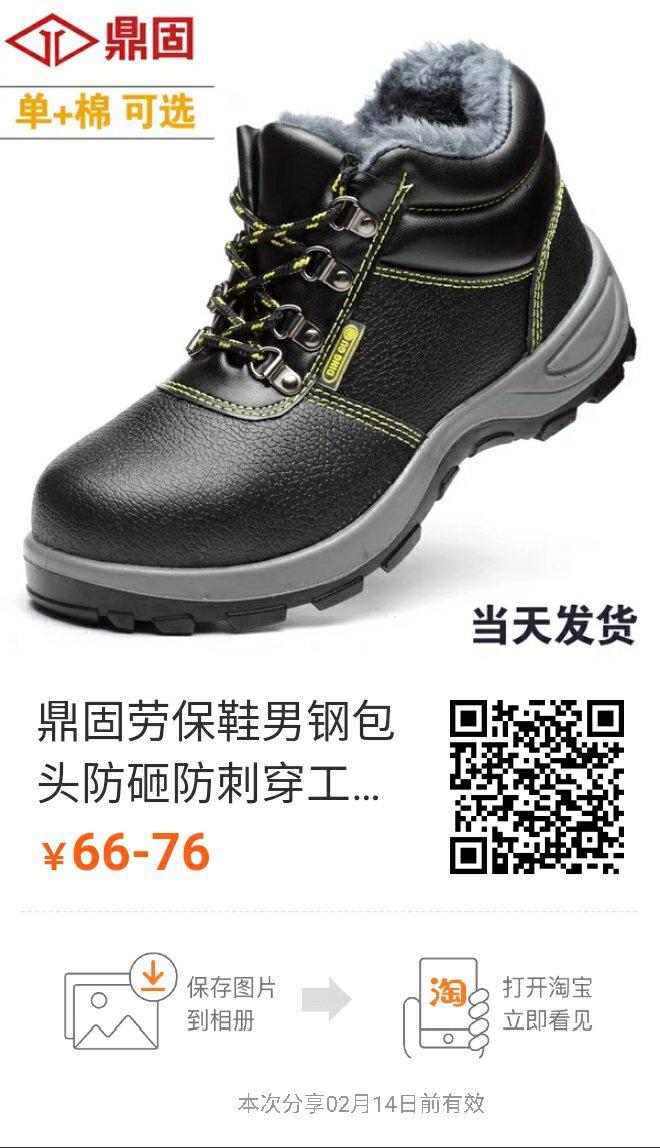 鼎固
单+棉 可选
DING GU
当天发货
鼎固劳保鞋男钢包
头防砸防刺穿工...
¥66-76
保存图片
到相册
淘
打开淘宝
立即看见
本次分享02月14日前有效